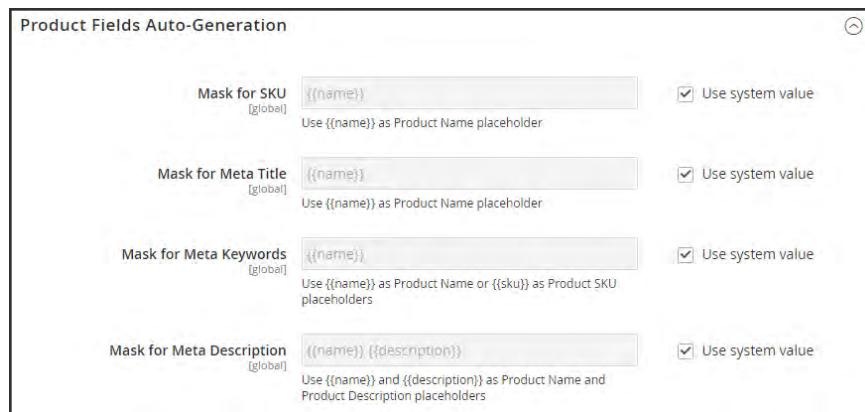 Product Fields Auto-Generation
Mask for SKU {{name}} Use system value
[global]
Use {{name}} as Product Name placeholder
Mask for Meta Title {{name}} Use system value
[global]
Use {{name}} as Product Name placeholder
Mask for Meta Keywords {{name}} Use system value
[global]
Use {{name}} as Product Name or {{sku}} as Product SKU
placeholders
Mask for Meta Description {{name}} {{description}} Use system value
[global]
Use {{name}} and {{description}} as Product Name and
Product Description placeholders